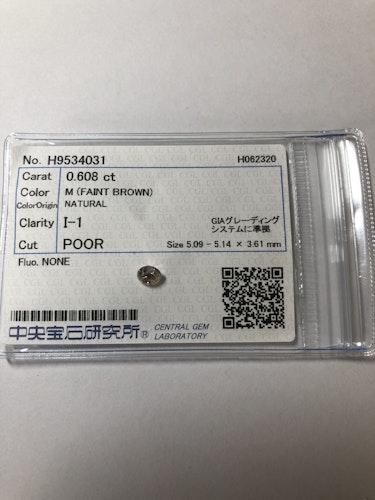 No. H9534031 H062320
Carat 0.608 ct
Color M (FAINT BROWN)
ColorOrigin NATURAL
Clarity I-1 GIAグレーディング
システムに準拠
Cut POOR Size 5.09 - 5.14 × 3.61 mm
Fluo. NONE
中央宝石研究所® CENTRAL GEM
LABORATORY